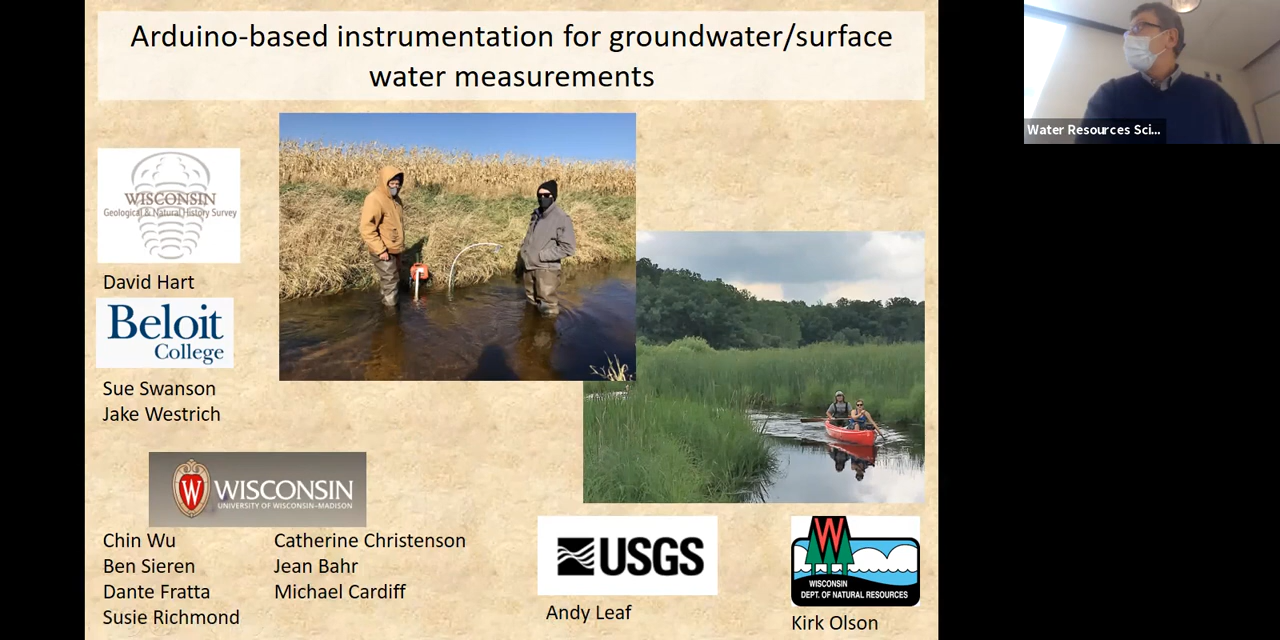 Arduino-based instrumentation for groundwater/surface
water measurements
Water Resources Sci...
WISCONSIN
Geological & Natural History Survey
David Hart
Beloit
College
Sue Swanson
Jake Westrich
W
WISCONSIN
UNIVERSITY OF WISCONSIN-MADISON
Chin Wu
Ben Sieren
Dante Fratta
Susie Richmond
Catherine Christenson
Jean Bahr
Michael Cardiff
USGS
Andy Leaf
W
WISCONSIN
DEPT. OF NATURAL RESOURCES
Kirk Olson